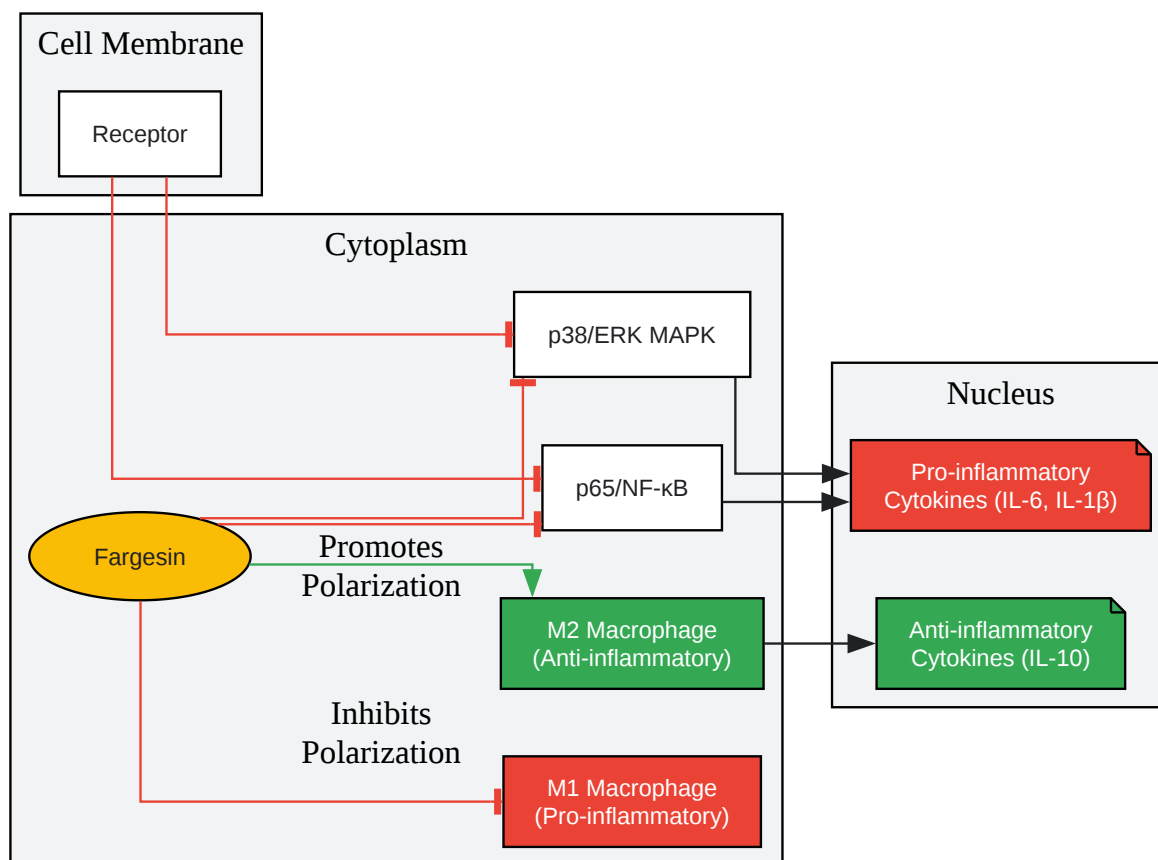 Cell Membrane
Receptor
Cytoplasm
p38/ERK MAPK
Nucleus
Pro-inflammatory
Cytokines (IL-6, IL-1β)
p65/NF-κB
Fargesin
Promotes
Polarization
M2 Macrophage
(Anti-inflammatory)
Anti-inflammatory
Cytokines (IL-10)
Inhibits
Polarization
M1 Macrophage
(Pro-inflammatory)